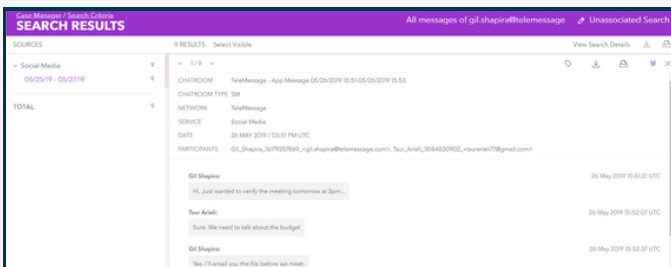 Case Manager / Search Criteria
SEARCH RESULTS
All messages of gil.shapira@telemessage
Unassociated Search
SOURCES
9 RESULTS Select Visible
View Search Details
Social Media 9
05/25/19 - 05/27/19 9
TOTAL 9
1/9
CHATROOM TeleMessage - App Message 05/26/2019 15:51-05/26/2019 15:53
CHATROOM TYPE SM
NETWORK TeleMessage
SERVICE Social Media
DATE 26 MAY 2019 / 03:51 PM UTC
PARTICIPANTS Gil_Shapira_16179257869_<gil.shapira@telemessage.com>, Tsur_Arieli_18184830902_<tsurarieli77@gmail.com>
Gil Shapira: 26 May 2019 15:51:21 UTC
Hi. Just wanted to verify the meeting tomorrow at 3pm...
Tsur Arieli: 26 May 2019 15:52:07 UTC
Sure. We need to talk about the budget
Gil Shapira: 26 May 2019 15:52:37 UTC
Yes. I'll email you the file before we meet.